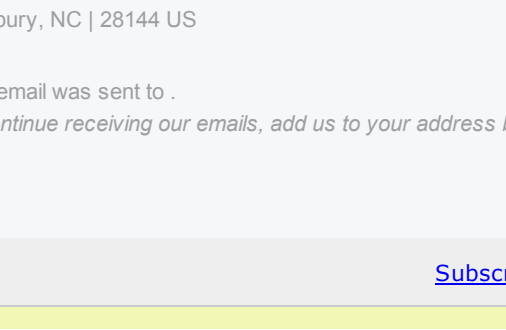 bury, NC | 28144 US
email was sent to .
ntinue receiving our emails, add us to your address b
Subscr